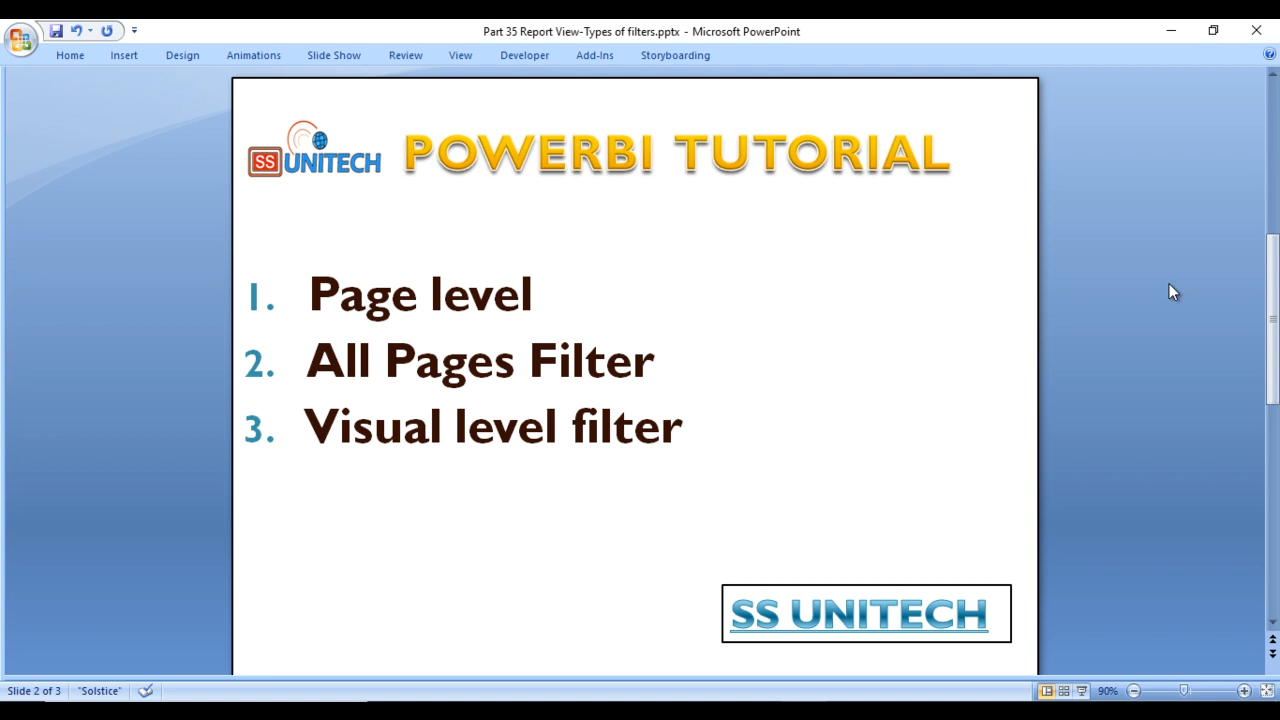 Part 35 Report View-Types of filters.pptx - Microsoft PowerPoint
Home Insert Design Animations Slide Show Review View Developer Add-Ins Storyboarding
SS UNITECH POWERBI TUTORIAL
1. Page level
2. All Pages Filter
3. Visual level filter
SS UNITECH
Slide 2 of 3 "Solstice" 90%